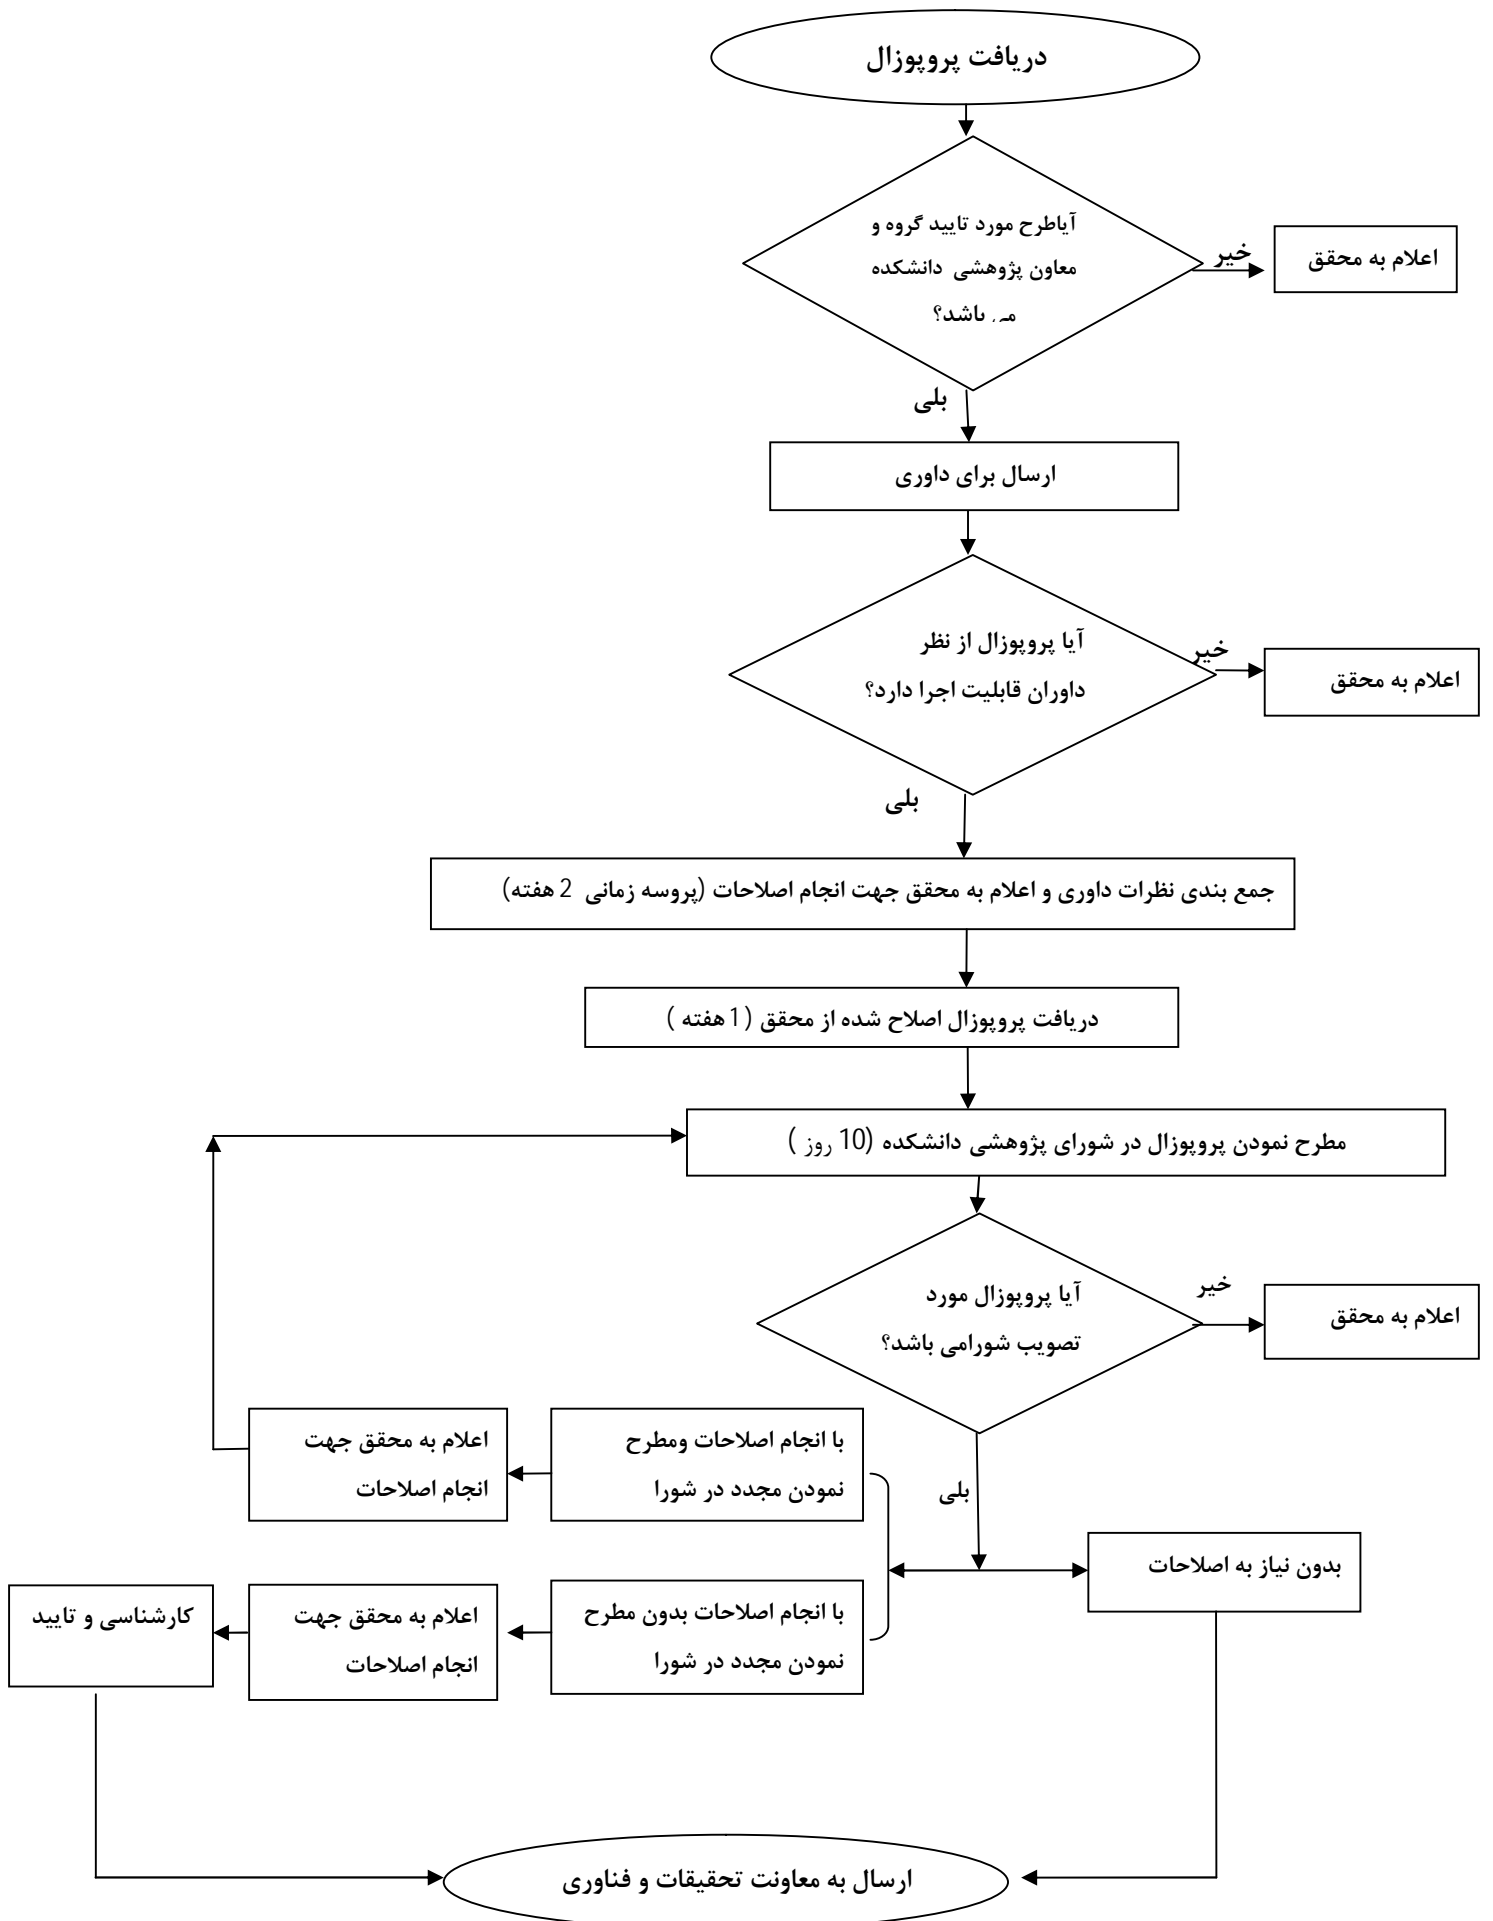 دریافت پروپوزال
آیاطرح مورد تایید گروه و
معاون پژوهشی دانشکده
می باشد؟
خیر
اعلام به محقق
بلی
ارسال برای داوری
آیا پروپوزال از نظر
داوران قابلیت اجرا دارد؟
خیر
اعلام به محقق
بلی
جمع بندی نظرات داوری و اعلام به محقق جهت انجام اصلاحات (پروسه زمانی 2 هفته)
دریافت پروپوزال اصلاح شده از محقق (1 هفته )
مطرح نمودن پروپوزال در شورای پژوهشی دانشکده (10 روز )
آیا پروپوزال مورد
تصویب شورامی باشد؟
خیر
اعلام به محقق
بلی
بدون نیاز به اصلاحات
با انجام اصلاحات ومطرح
نمودن مجدد در شورا
اعلام به محقق جهت
انجام اصلاحات
با انجام اصلاحات بدون مطرح
نمودن مجدد در شورا
اعلام به محقق جهت
انجام اصلاحات
کارشناسی و تایید
ارسال به معاونت تحقیقات و فناوری